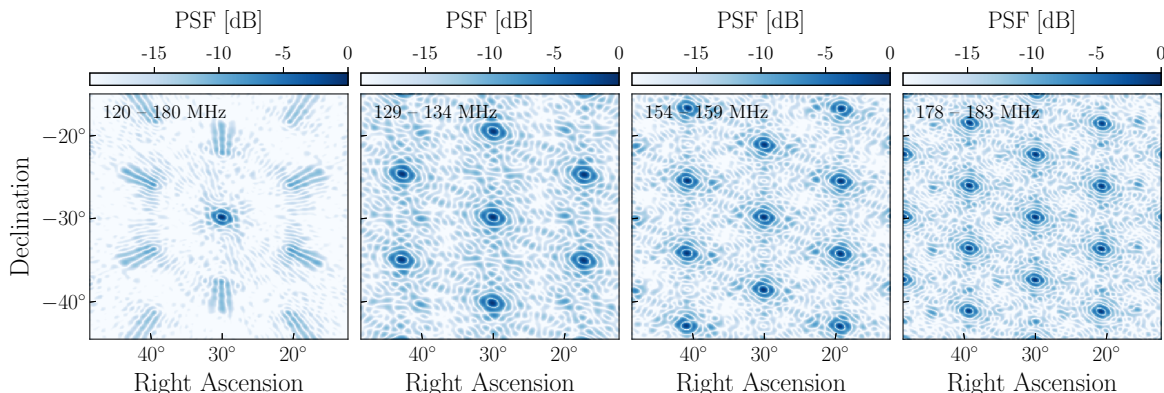 PSF [dB] PSF [dB] PSF [dB] PSF [dB]
-15 -10 -5 0 -15 -10 -5 0 -15 -10 -5 0 -15 -10 -5 0
120 – 180 MHz 129 – 134 MHz 154 – 159 MHz 178 – 183 MHz
−20°
−30°
−40°
Declination
40° 30° 20° 40° 30° 20° 40° 30° 20° 40° 30° 20°
Right Ascension Right Ascension Right Ascension Right Ascension